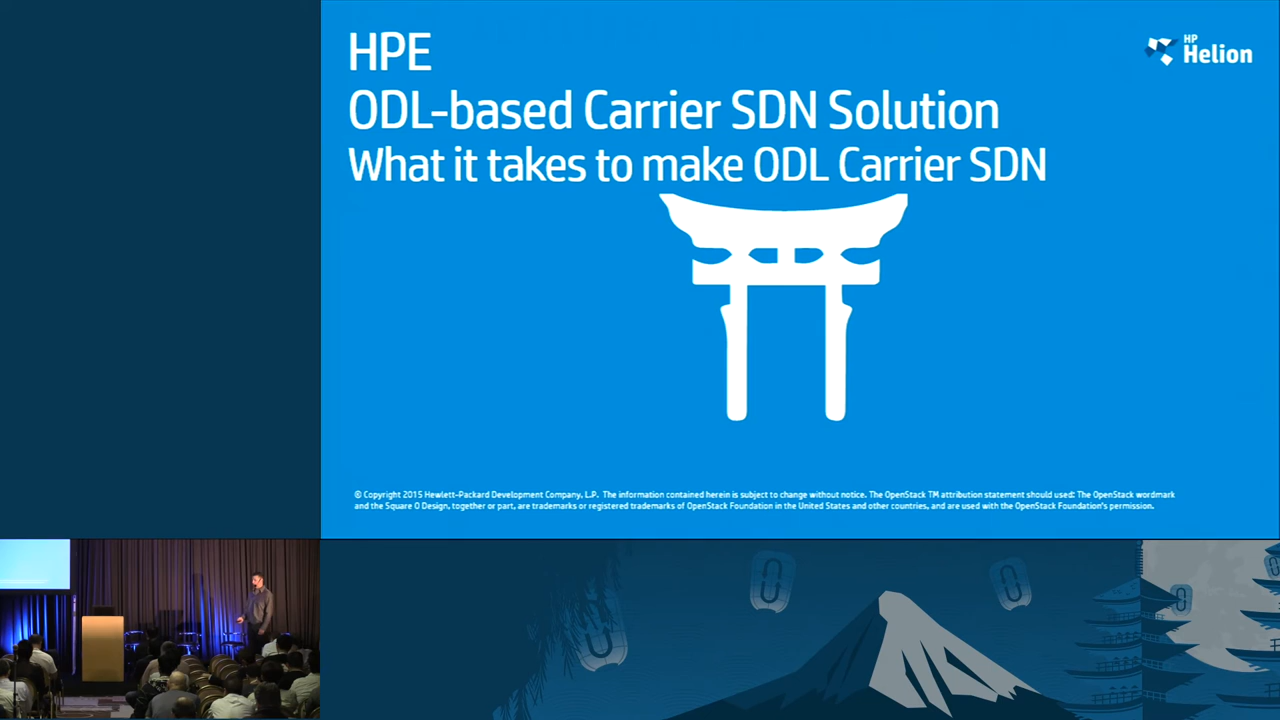 HPE
HP
Helion
ODL-based Carrier SDN Solution
What it takes to make ODL Carrier SDN
© Copyright 2015 Hewlett-Packard Development Company, L.P. The information contained herein is subject to change without notice. The OpenStack TM attribution statement should used: The OpenStack wordmark
and the Square O Design, together or part, are trademarks or registered trademarks of OpenStack Foundation in the United States and other countries, and are used with the OpenStack Foundation's permission.